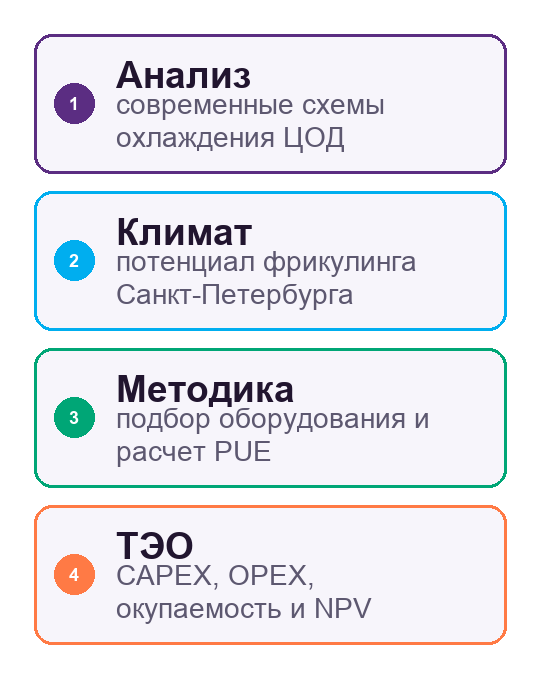 Анализ
1
современные схемы
охлаждения ЦОД
Климат
2
потенциал фрикулинга
Санкт-Петербурга
Методика
3
подбор оборудования и
расчет PUE
ТЭО
4
CAPEX, OPEX,
окупаемость и NPV